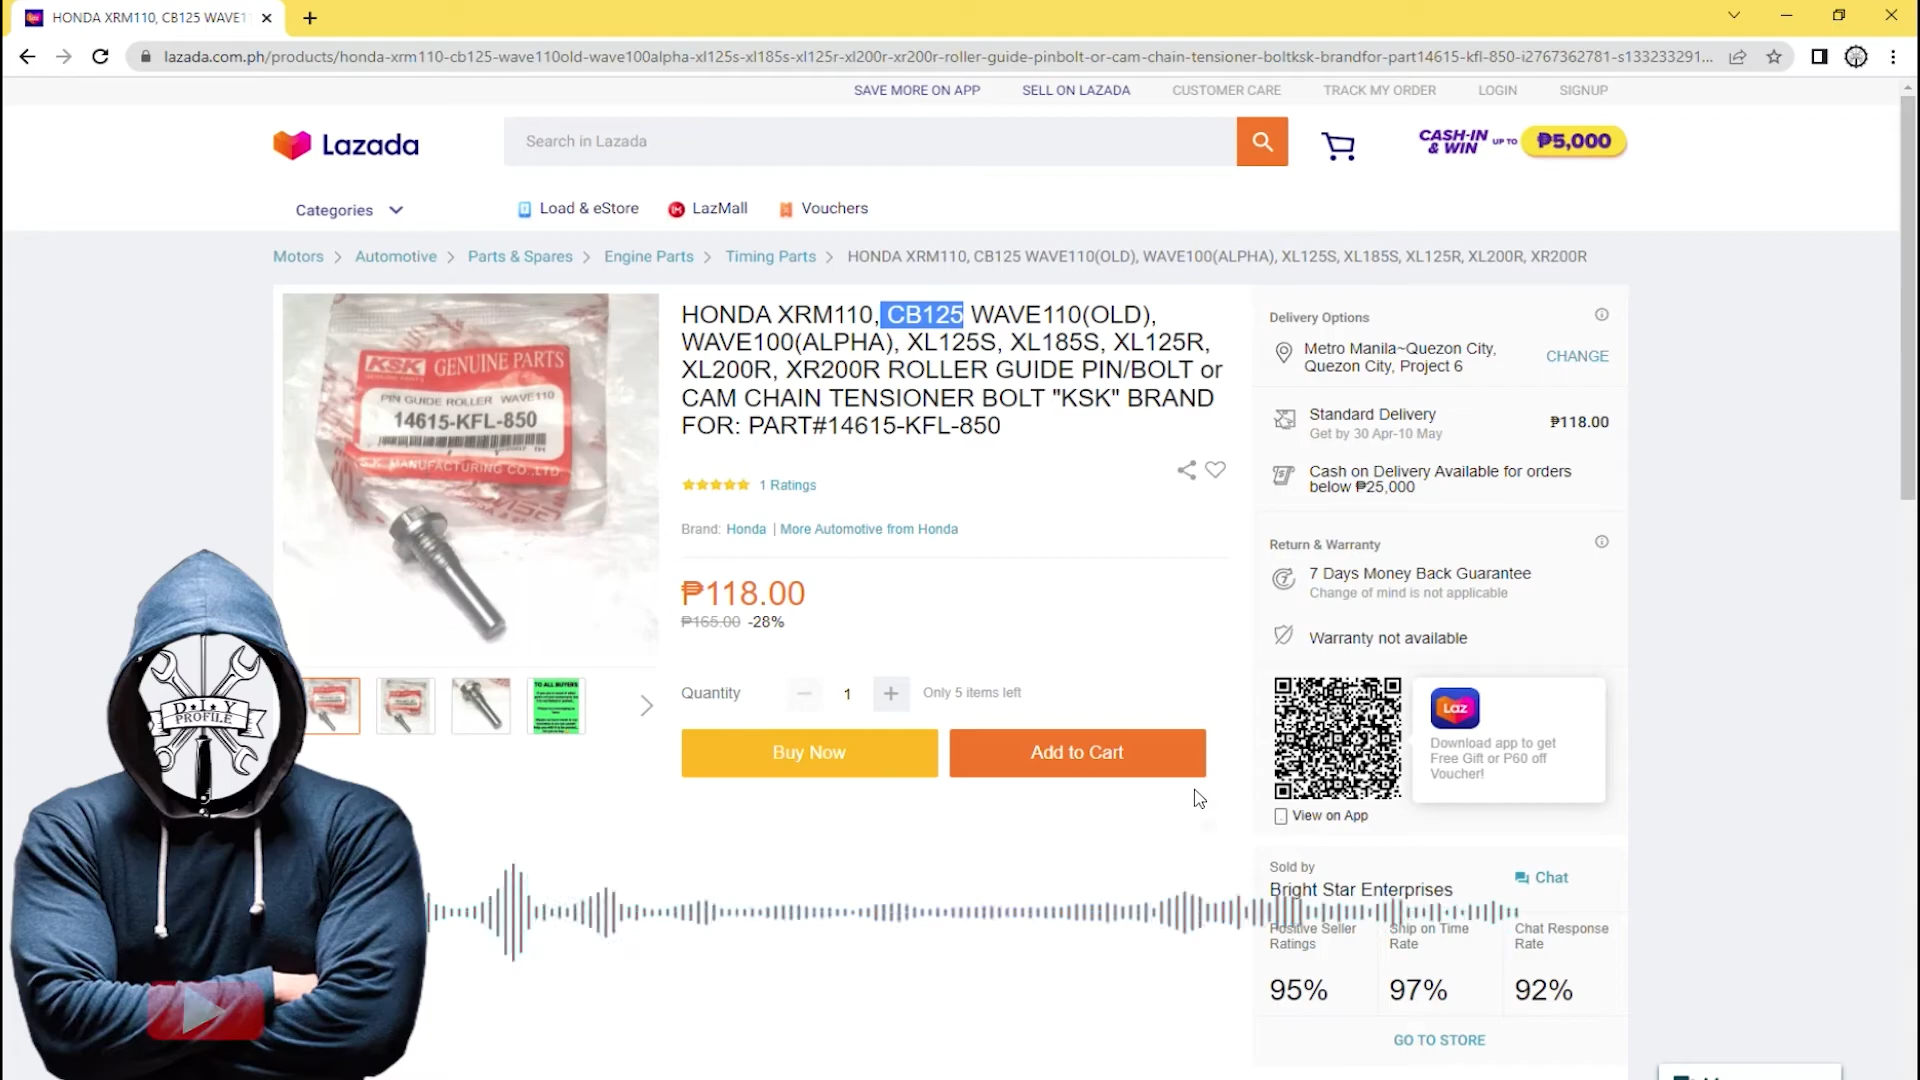 HONDA XRM110, CB125 WAVE11
lazada.com.ph/products/honda-xrm110-cb125-wave110old-wave100alpha-xl125s-xl185s-xl125r-xl200r-xr200r-roller-guide-pinbolt-or-cam-chain-tensioner-boltksk-brandfor-part14615-kfl-850-i2767362781-s133233291...
SAVE MORE ON APP
SELL ON LAZADA
CUSTOMER CARE
TRACK MY ORDER
LOGIN
SIGNUP
Lazada
Search in Lazada
CASH-IN
& WIN
UP TO
₱5,000
Categories
Load & eStore
LazMall
Vouchers
Motors > Automotive > Parts & Spares > Engine Parts > Timing Parts > HONDA XRM110, CB125 WAVE110(OLD), WAVE100(ALPHA), XL125S, XL185S, XL125R, XL200R, XR200R
KSK GENUINE PARTS
PIN GUIDE ROLLER WAVE110
14615-KFL-850
MANUFACTURING CO.,LTD
HONDA XRM110, CB125 WAVE110(OLD),
WAVE100(ALPHA), XL125S, XL185S, XL125R,
XL200R, XR200R ROLLER GUIDE PIN/BOLT or
CAM CHAIN TENSIONER BOLT "KSK" BRAND
FOR: PART#14615-KFL-850
1 Ratings
Brand: Honda | More Automotive from Honda
₱118.00
₱165.00 -28%
Quantity
1
Only 5 items left
Buy Now
Add to Cart
TO ALL BUYERS
Delivery Options
Metro Manila~Quezon City,
Quezon City, Project 6
CHANGE
Standard Delivery
₱118.00
Get by 30 Apr-10 May
Cash on Delivery Available for orders
below ₱25,000
Return & Warranty
7 Days Money Back Guarantee
Change of mind is not applicable
Warranty not available
Laz
Download app to get
Free Gift or P60 off
Voucher!
View on App
Sold by
Bright Star Enterprises
Chat
Positive Seller
Ratings
Ship on Time
Rate
Chat Response
Rate
95%
97%
92%
GO TO STORE
D.I.Y
PROFILE